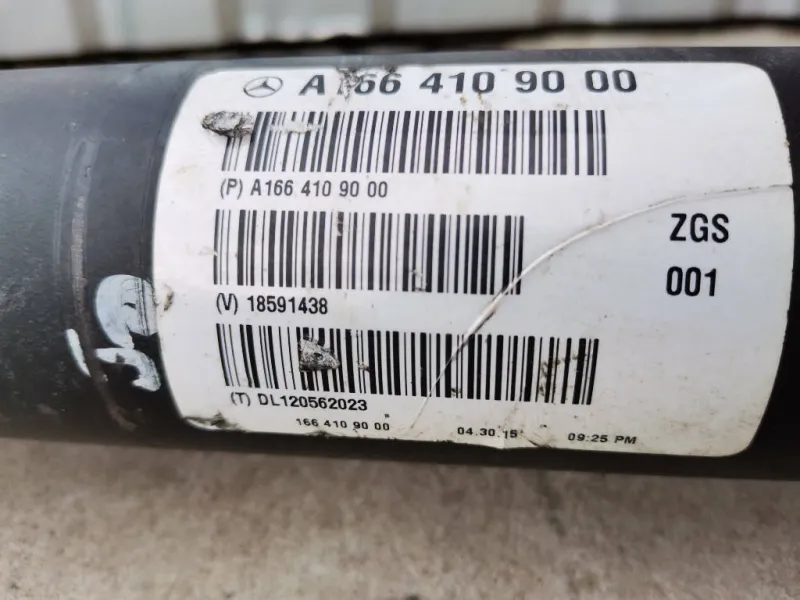 A166 410 90 00
(P) A166 410 90 00
ZGS
001
(V) 18591438
(T) DL120562023
166 410 90 00 04.30.15 09:25 PM